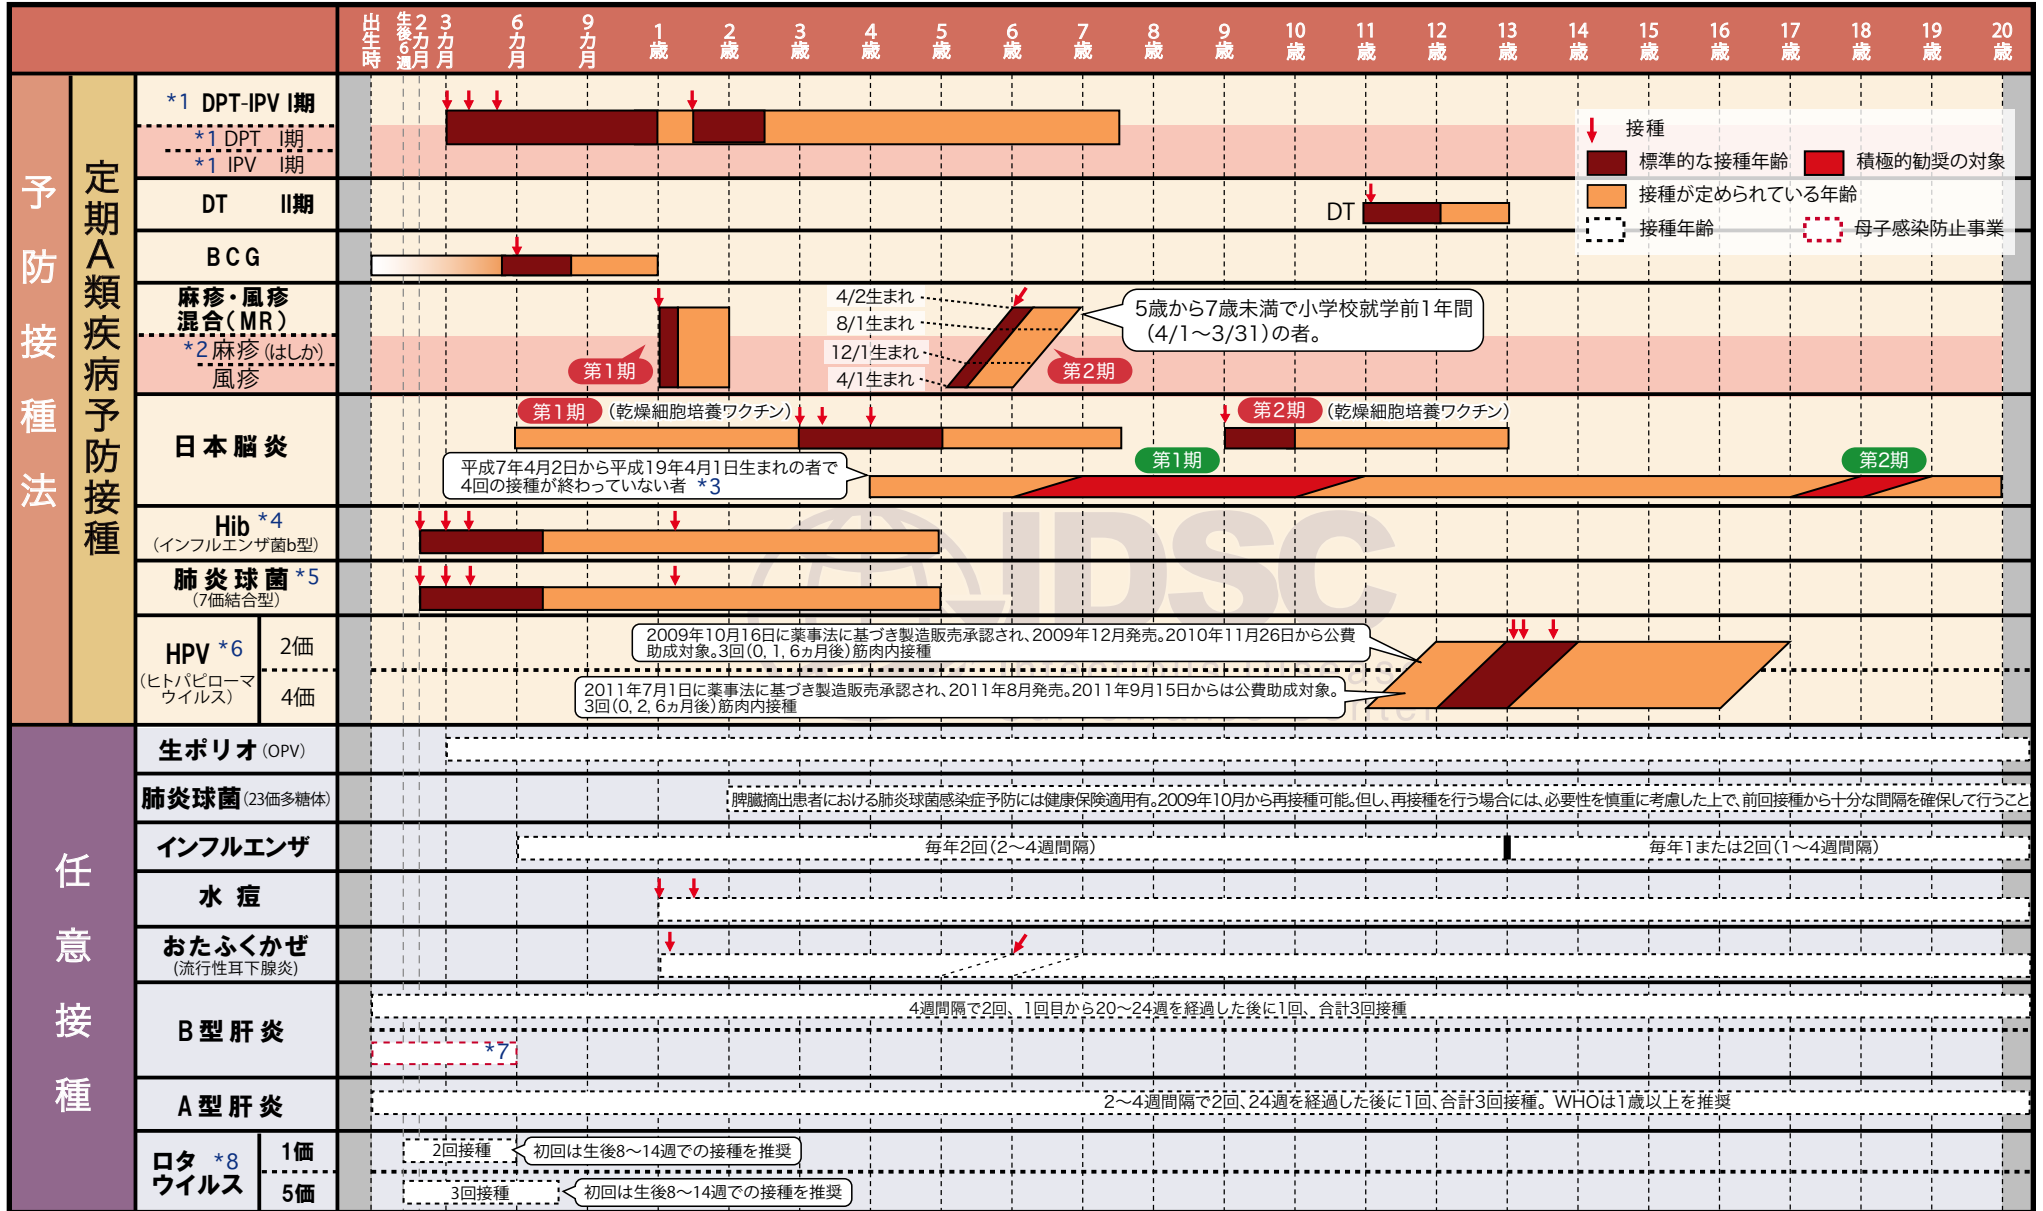 出生時 生後6週 2カ月 3カ月 6カ月 9カ月 1歳 2歳 3歳 4歳 5歳 6歳 7歳 8歳 9歳 10歳 11歳 12歳 13歳 14歳 15歳 16歳 17歳 18歳 19歳 20歳
予防接種法
定期A類疾病予防接種
*1 DPT-IPV I期
*1 DPT I期
*1 IPV I期
接種
標準的な接種年齢
積極的勧奨の対象
接種が定められている年齢
接種年齢
母子感染防止事業
DT II期
DT
BCG
麻疹・風疹
混合(MR)
*2 麻疹(はしか)
風疹
第1期
4/2生まれ
8/1生まれ
12/1生まれ
4/1生まれ
5歳から7歳未満で小学校就学前1年間
(4/1〜3/31)の者。
第2期
日本脳炎
第1期 (乾燥細胞培養ワクチン)
第2期 (乾燥細胞培養ワクチン)
平成7年4月2日から平成19年4月1日生まれの者で
4回の接種が終わっていない者 *3
第1期
第2期
Hib *4
(インフルエンザ菌b型)
肺炎球菌 *5
(7価結合型)
IDSC
HPV *6
(ヒトパピローマ
ウイルス)
2価
4価
2009年10月16日に薬事法に基づき製造販売承認され、2009年12月発売。2010年11月26日から公費
助成対象。3回(0, 1, 6ヵ月後)筋肉内接種
2011年7月1日に薬事法に基づき製造販売承認され、2011年8月発売。2011年9月15日からは公費助成対象。
3回(0, 2, 6ヵ月後)筋肉内接種
任意接種
生ポリオ(OPV)
肺炎球菌(23価多糖体)
脾臓摘出患者における肺炎球菌感染症予防には健康保険適用有。2009年10月から再接種可能。但し、再接種を行う場合には、必要性を慎重に考慮した上で、前回接種から十分な間隔を確保して行うこと
インフルエンザ
毎年2回(2〜4週間隔)
毎年1または2回(1〜4週間隔)
水痘
おたふくかぜ
(流行性耳下腺炎)
B型肝炎
4週間隔で2回、1回目から20〜24週を経過した後に1回、合計3回接種
*7
A型肝炎
2〜4週間隔で2回、24週を経過した後に1回、合計3回接種。WHOは1歳以上を推奨
ロタ *8
ウイルス
1価
2回接種
初回は生後8〜14週での接種を推奨
5価
3回接種
初回は生後8〜14週での接種を推奨